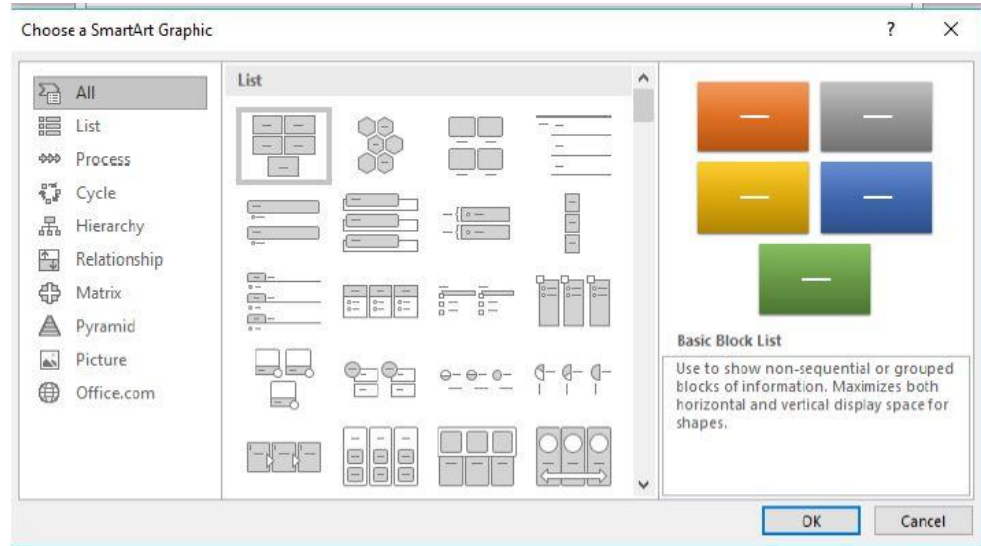 Choose a SmartArt Graphic
?
All
List
Process
Cycle
Hierarchy
Relationship
Matrix
Pyramid
Picture
Office.com
List
Basic Block List
Use to show non-sequential or grouped
blocks of information. Maximizes both
horizontal and vertical display space for
shapes.
OK
Cancel